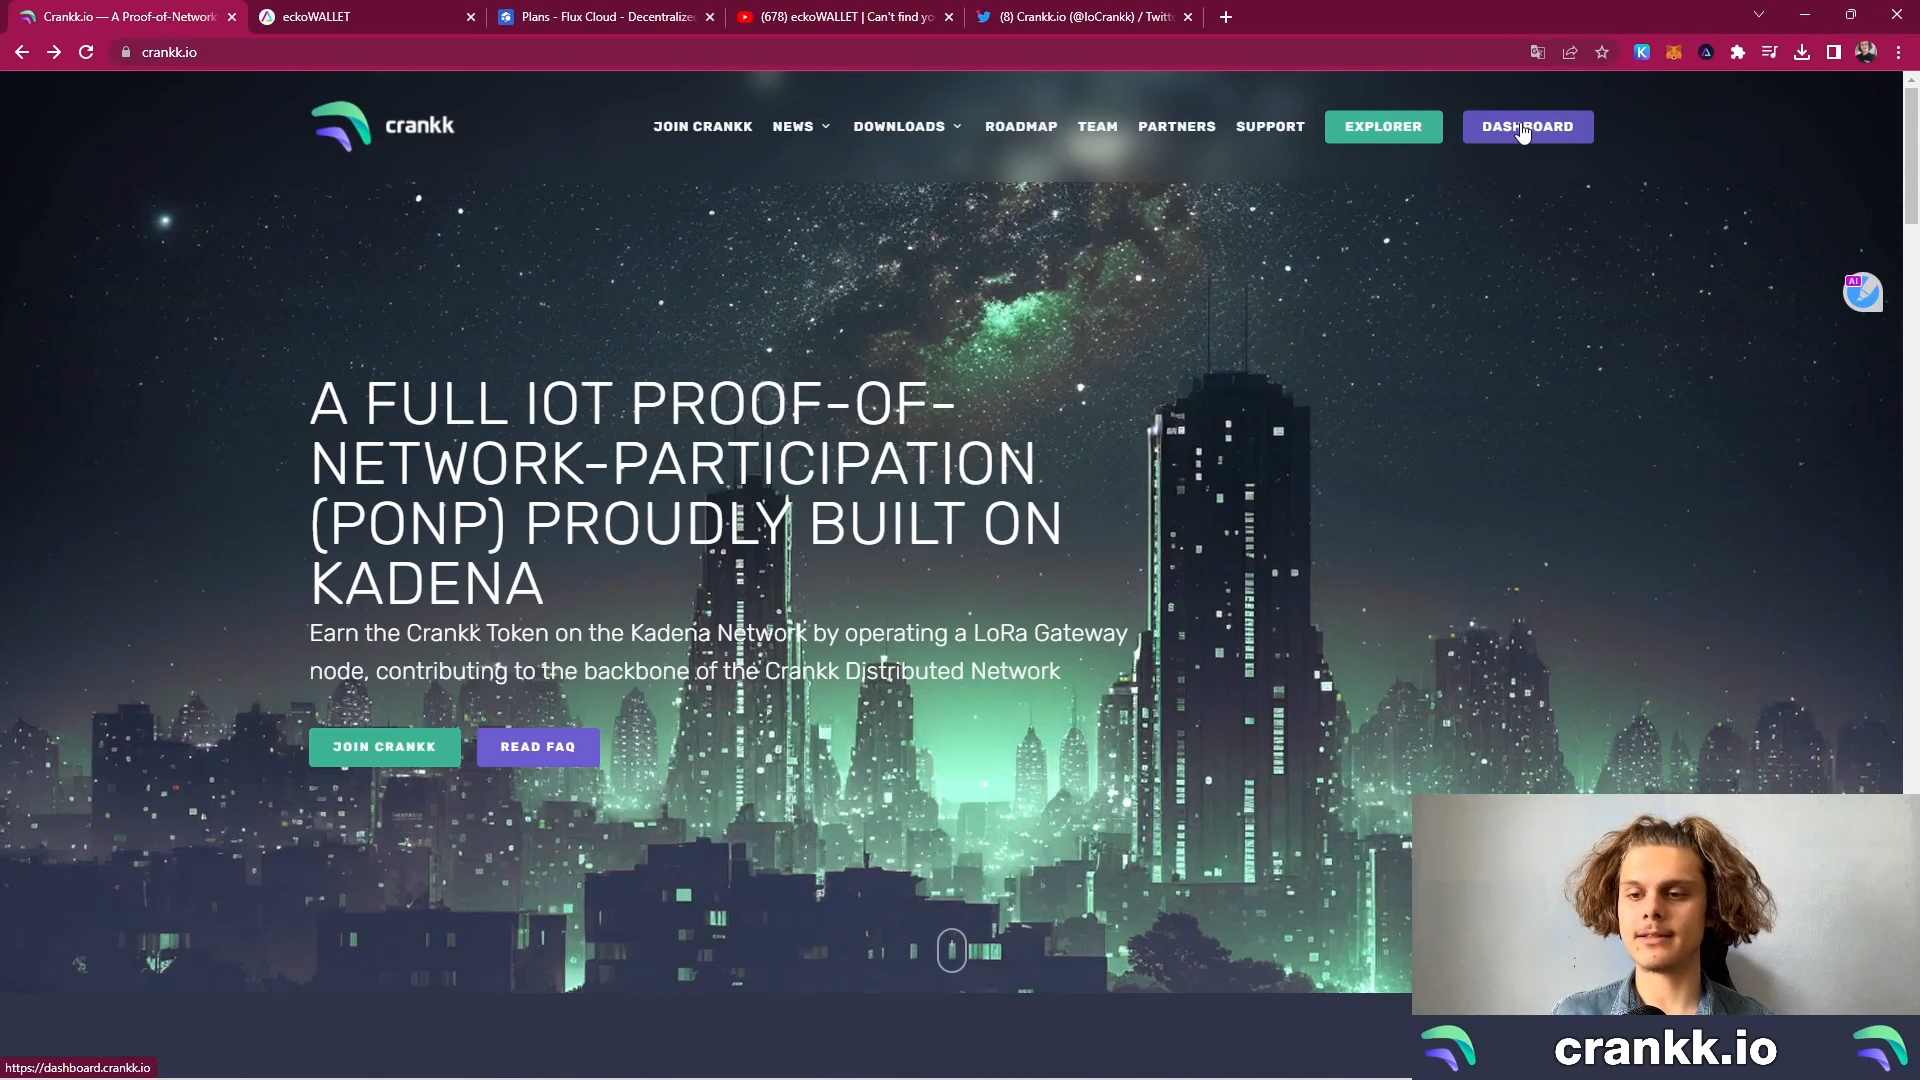 Crankk.io — A Proof-of-Network
eckoWALLET
Plans - Flux Cloud - Decentralize
(678) eckoWALLET | Can't find yo
(8) Crankk.io (@IoCrankk) / Twitt
crankk.io
crankk
JOIN CRANKK
NEWS
DOWNLOADS
ROADMAP
TEAM
PARTNERS
SUPPORT
EXPLORER
DASHBOARD
AI
A FULL IOT PROOF-OF-
NETWORK-PARTICIPATION
(PONP) PROUDLY BUILT ON
KADENA
Earn the Crankk Token on the Kadena Network by operating a LoRa Gateway
node, contributing to the backbone of the Crankk Distributed Network
JOIN CRANKK
READ FAQ
crankk.io
https://dashboard.crankk.io